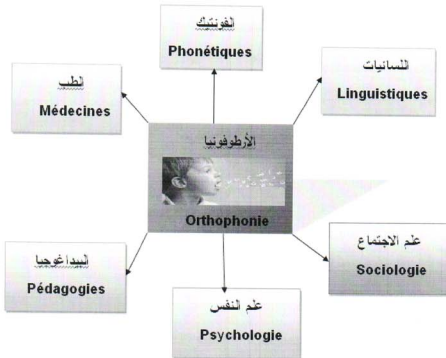 الفونتيك
Phonétiques
اللسانيات
Linguistiques
الطب
Médecines
الأرطوفونيا
Orthophonie
علم الاجتماع
Sociologie
البيداغوجيا
Pédagogies
علم النفس
Psychologie